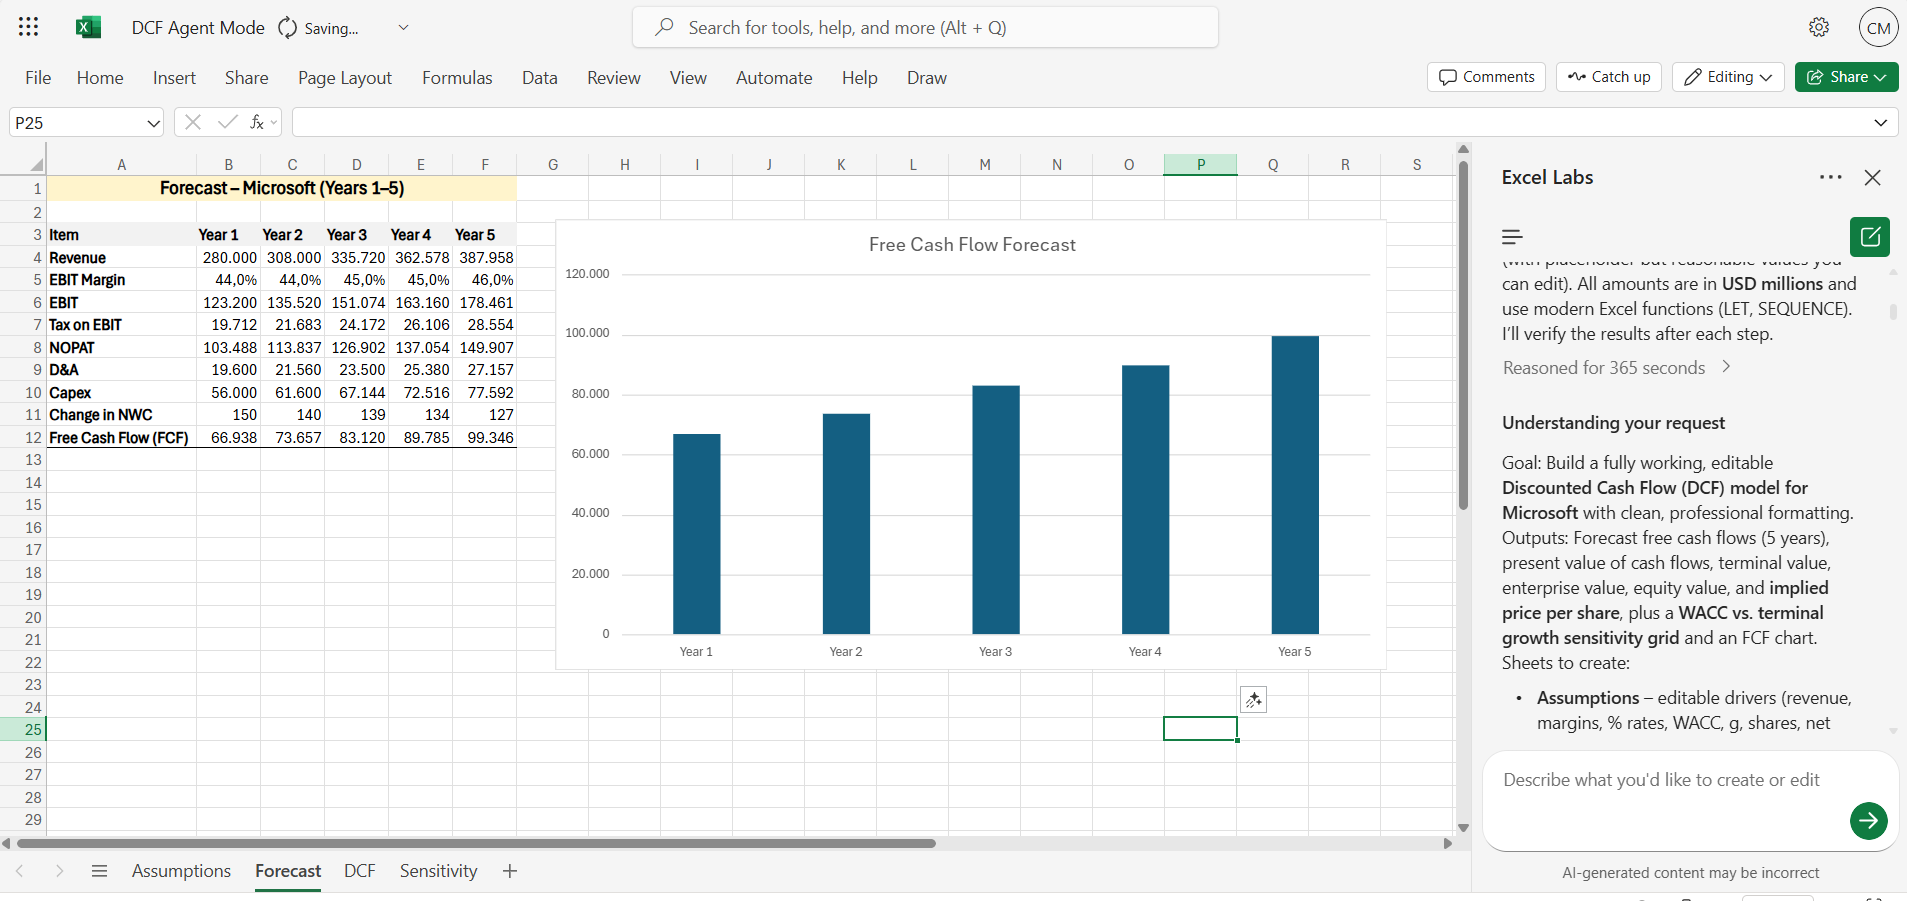 DCF Agent Mode Saving...
Search for tools, help, and more (Alt + Q)
CM
File Home Insert Share Page Layout Formulas Data Review View Automate Help Draw
Comments Catch up Editing Share
P25 fx
A B C D E F G H I J K L M N O P Q R S
1 Forecast – Microsoft (Years 1–5)
2
3 Item Year 1 Year 2 Year 3 Year 4 Year 5
4 Revenue 280.000 308.000 335.720 362.578 387.958
5 EBIT Margin 44,0% 44,0% 45,0% 45,0% 46,0%
6 EBIT 123.200 135.520 151.074 163.160 178.461
7 Tax on EBIT 19.712 21.683 24.172 26.106 28.554
8 NOPAT 103.488 113.837 126.902 137.054 149.907
9 D&A 19.600 21.560 23.500 25.380 27.157
10 Capex 56.000 61.600 67.144 72.516 77.592
11 Change in NWC 150 140 139 134 127
12 Free Cash Flow (FCF) 66.938 73.657 83.120 89.785 99.346
13
14
15
16
17
18
19
20
21
22
23
24
25
26
27
28
29
Free Cash Flow Forecast
120.000
100.000
80.000
60.000
40.000
20.000
0
Year 1 Year 2 Year 3 Year 4 Year 5
Assumptions Forecast DCF Sensitivity
Excel Labs
(with placeholder but reasonable values you
can edit). All amounts are in USD millions and
use modern Excel functions (LET, SEQUENCE).
I'll verify the results after each step.
Reasoned for 365 seconds
Understanding your request
Goal: Build a fully working, editable
Discounted Cash Flow (DCF) model for
Microsoft with clean, professional formatting.
Outputs: Forecast free cash flows (5 years),
present value of cash flows, terminal value,
enterprise value, equity value, and implied
price per share, plus a WACC vs. terminal
growth sensitivity grid and an FCF chart.
Sheets to create:
• Assumptions – editable drivers (revenue,
margins, % rates, WACC, g, shares, net
Describe what you'd like to create or edit
AI-generated content may be incorrect